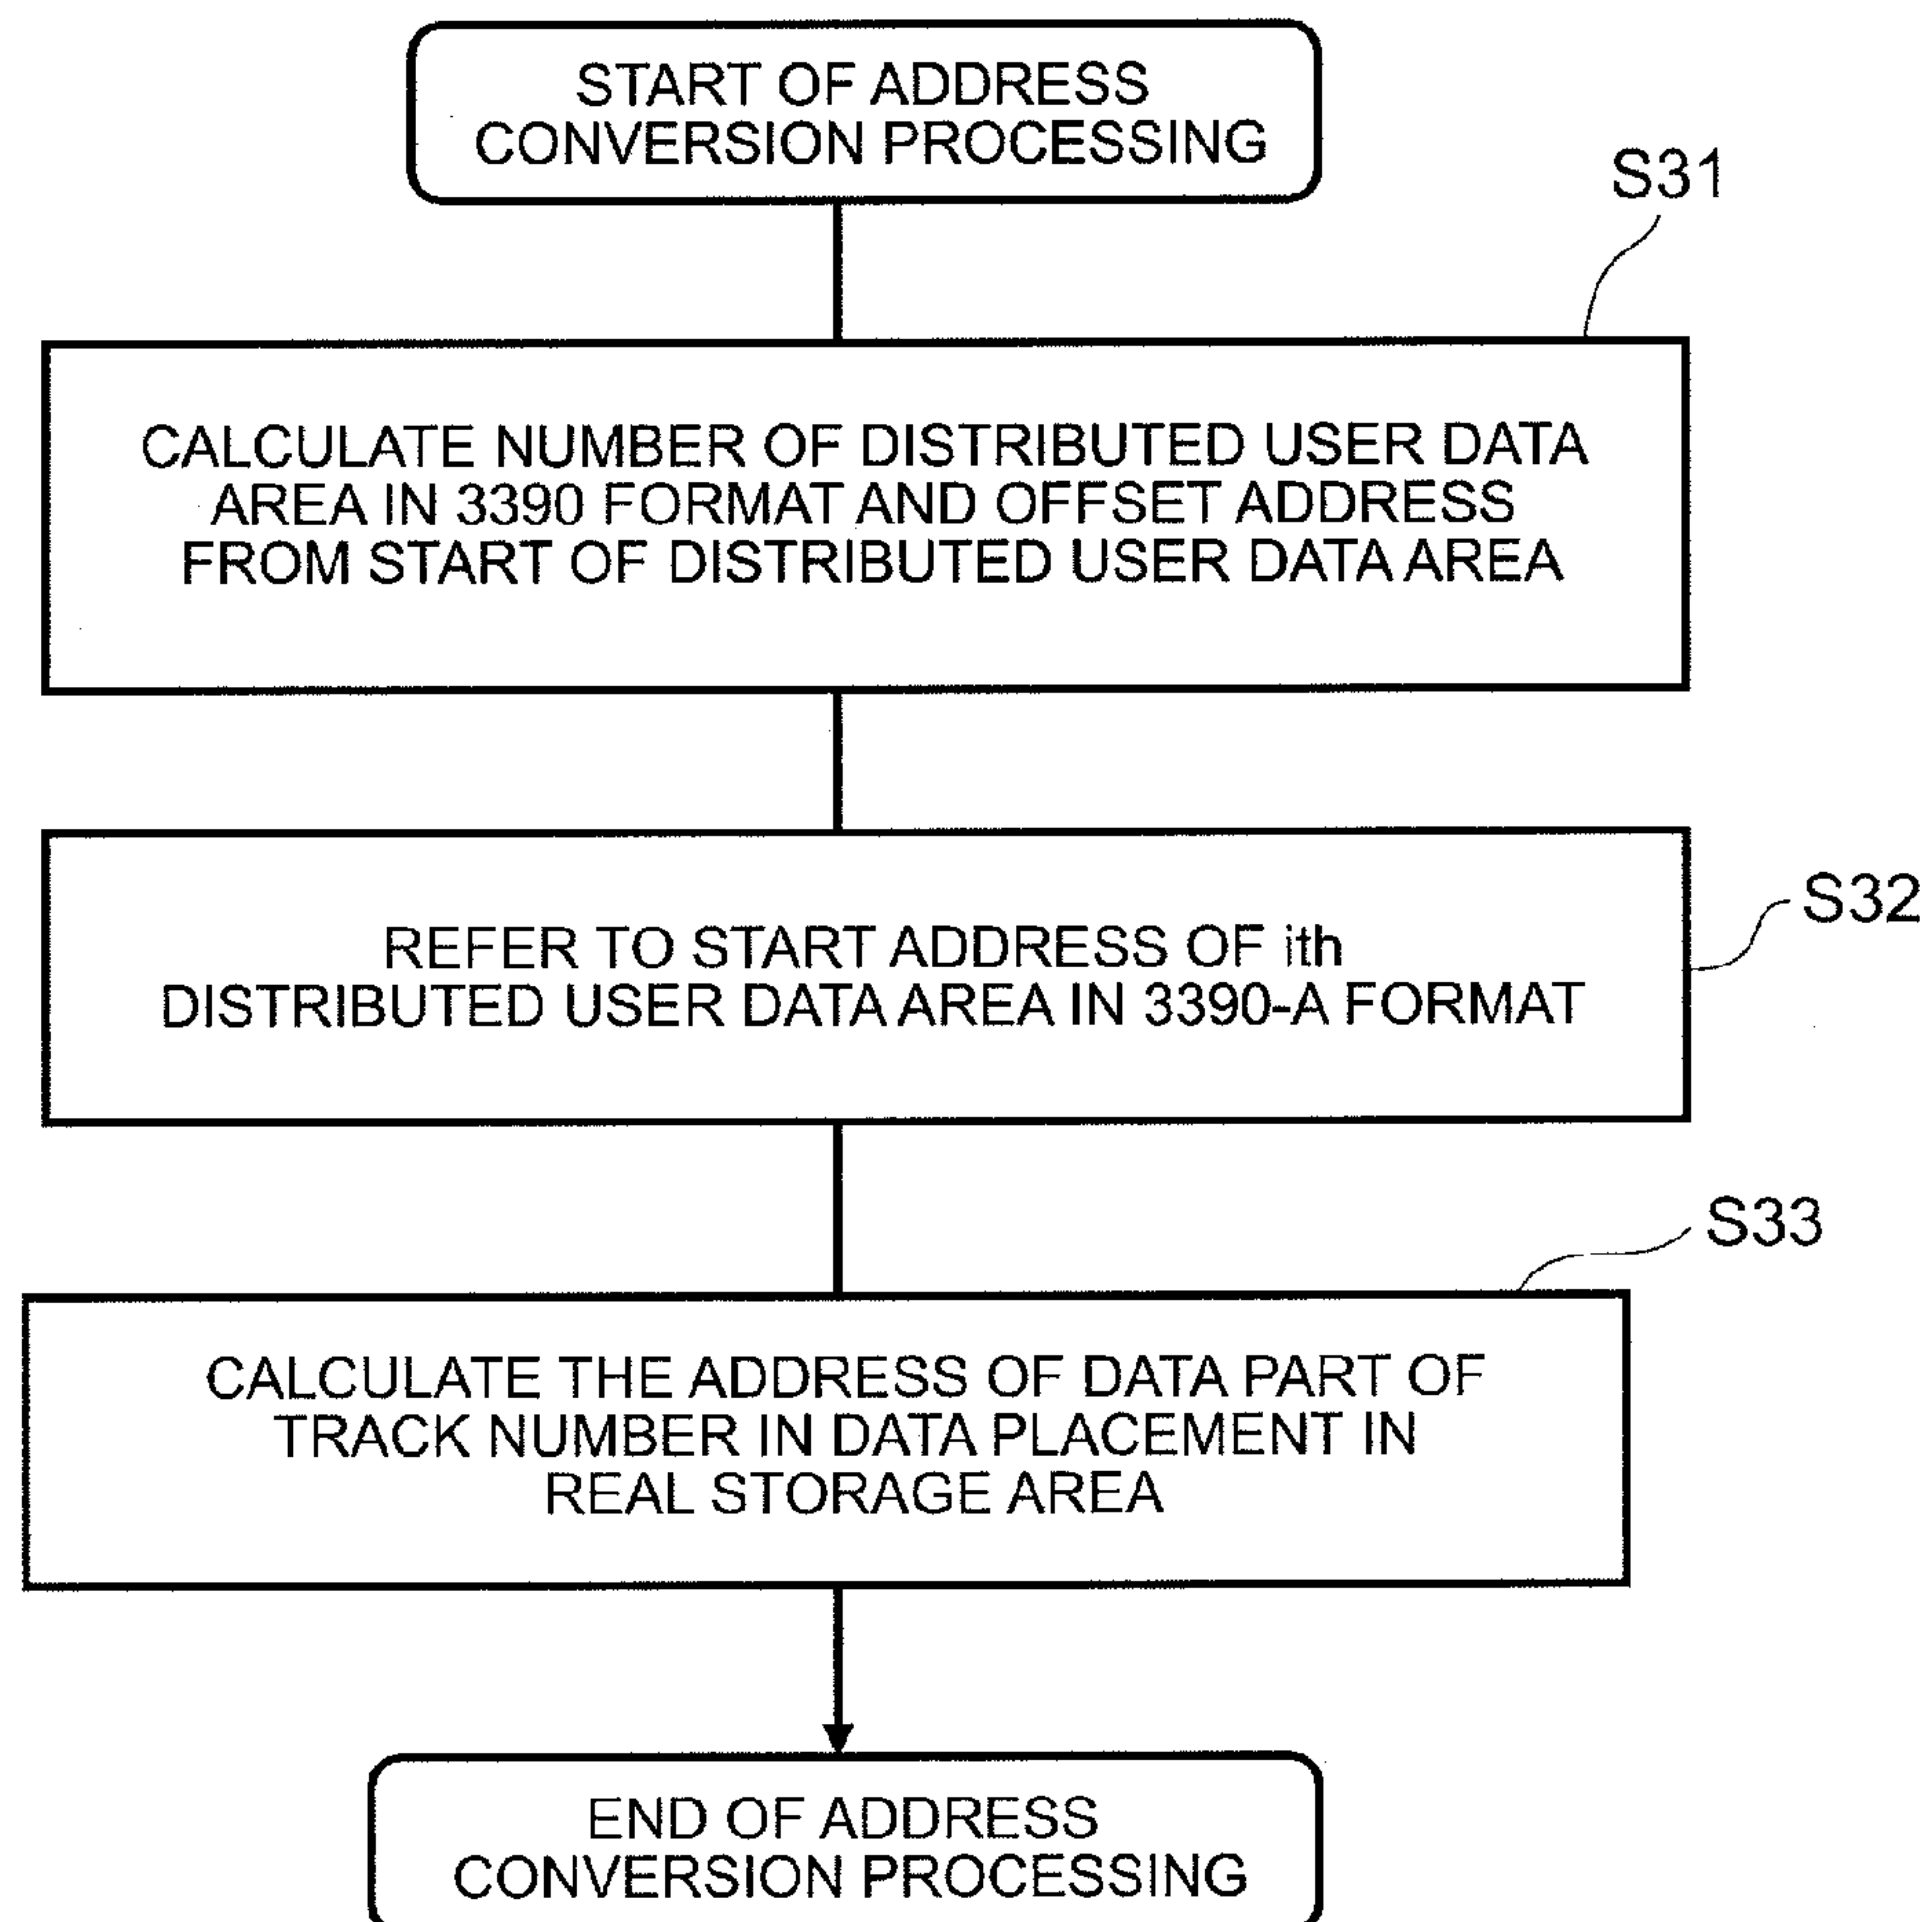 START OF ADDRESS
CONVERSION PROCESSING
S31
CALCULATE NUMBER OF DISTRIBUTED USER DATA
AREA IN 3390 FORMAT AND OFFSET ADDRESS
FROM START OF DISTRIBUTED USER DATA AREA
S32
REFER TO START ADDRESS OF ith
DISTRIBUTED USER DATA AREA IN 3390-A FORMAT
S33
CALCULATE THE ADDRESS OF DATA PART OF
TRACK NUMBER IN DATA PLACEMENT IN
REAL STORAGE AREA
END OF ADDRESS
CONVERSION PROCESSING